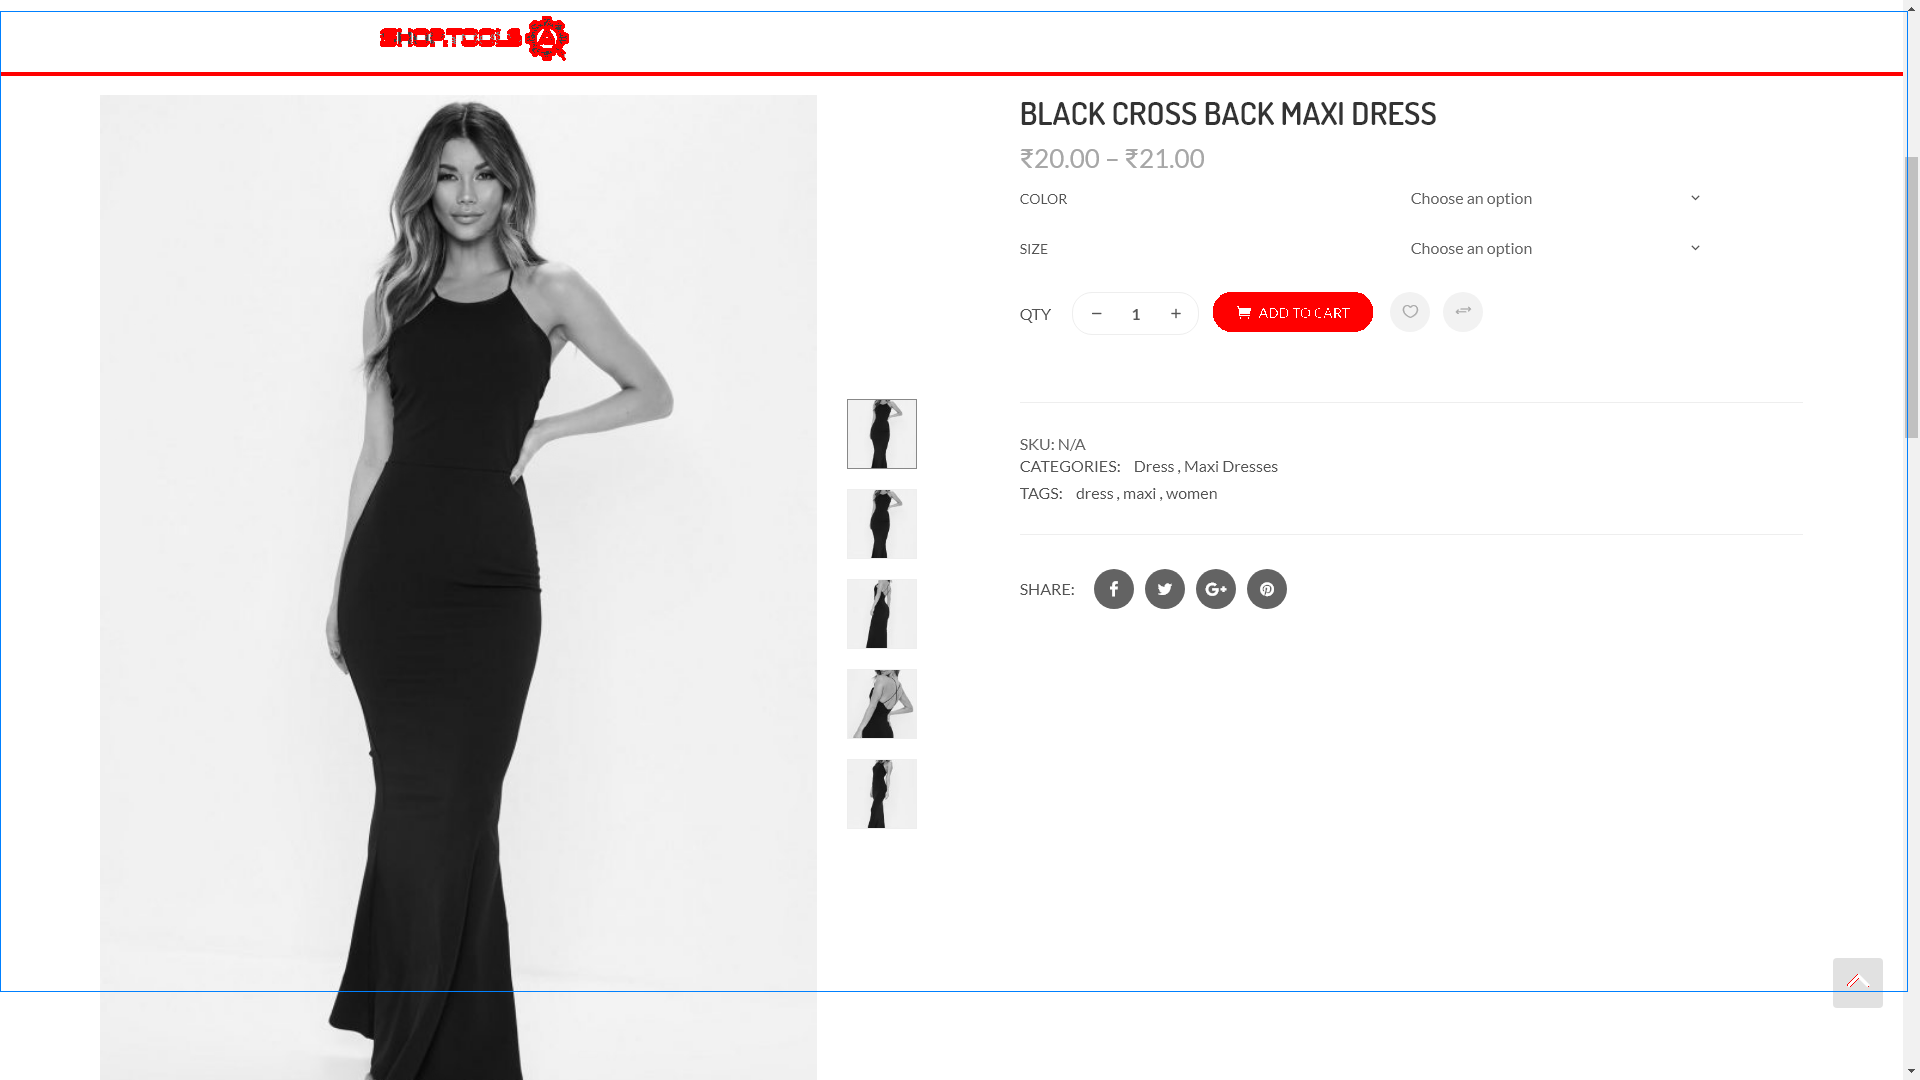 SHOPTOOLS
BLACK CROSS BACK MAXI DRESS
₹20.00 – ₹21.00
COLOR Choose an option
SIZE Choose an option
QTY − 1 + ADD TO CART
SKU: N/A
CATEGORIES: Dress , Maxi Dresses
TAGS: dress , maxi , women
SHARE: